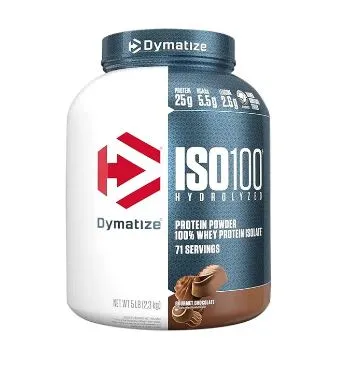 Dymatize
PROTEIN BCAAs LEUCINE
25g 5.5g 2.6g
ISO100
HYDROLYZED
Dymatize®
PROTEIN POWDER
100% WHEY PROTEIN ISOLATE
71 SERVINGS
GOURMET CHOCOLATE
NET WT 5 LB (2.3 kg)